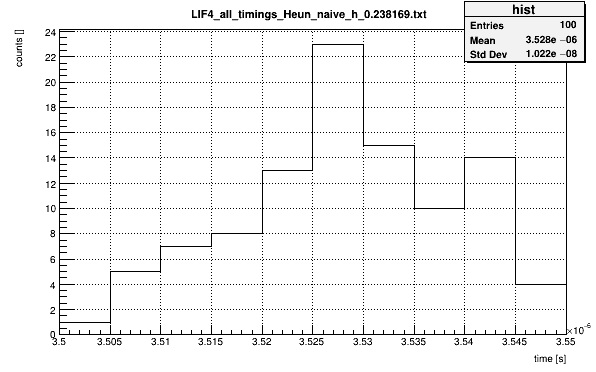 LIF4_all_timings_Heun_naive_h_0.238169.txt
hist
Entries 100
Mean 3.528e −06
Std Dev 1.022e −08
counts []
24
22
20
18
16
14
12
10
8
6
4
2
0
3.5 3.505 3.51 3.515 3.52 3.525 3.53 3.535 3.54 3.545 3.55
×10−6
time [s]